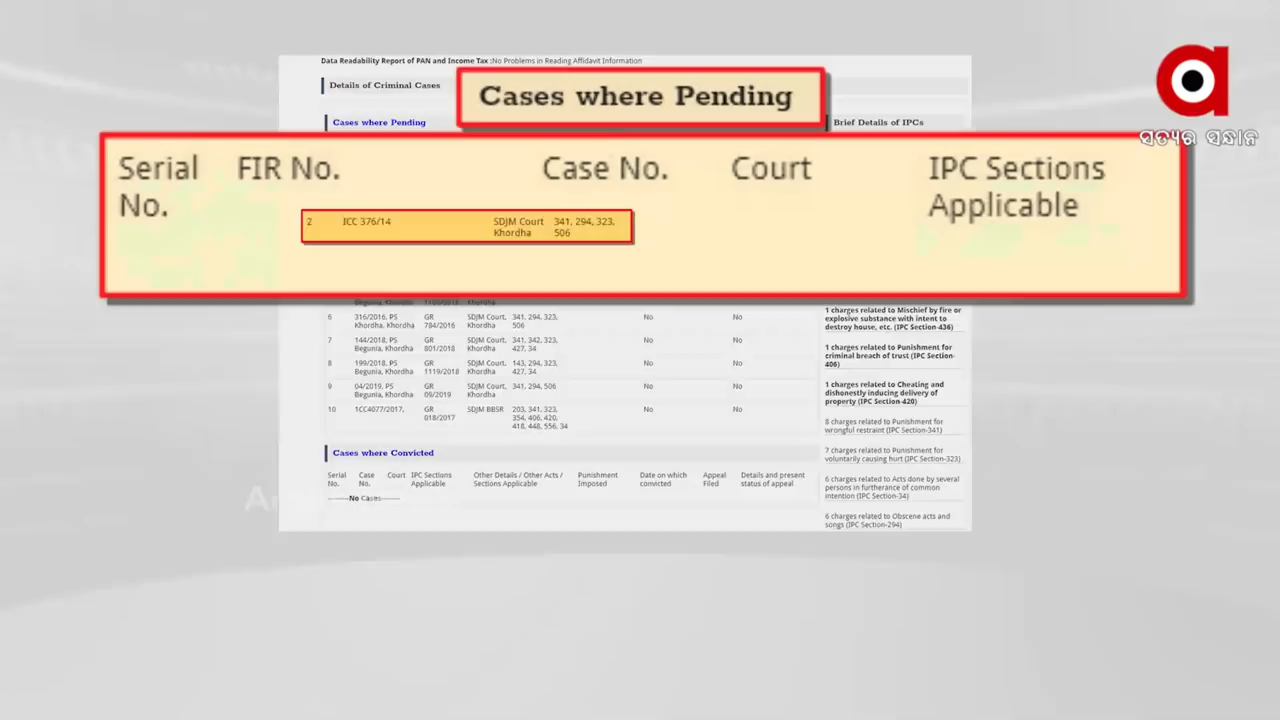 Data Readability Report of PAN and Income Tax :No Problems in Reading Affidavit Information
Details of Criminal Cases
Cases where Pending
ସତ୍ୟର ସନ୍ଧାନ
Cases where Pending
Brief Details of IPCs
Serial No. FIR No. Case No. Court IPC Sections Applicable
2 ICC 376/14 SDJM Court Khordha 341, 294, 323, 506
Begunia, Khordha 1180/2018 Khordha
6 316/2016, PS Khordha, Khordha GR 784/2016 SDJM Court, Khordha 341, 294, 323, 506 No No
7 144/2018, PS Begunia, Khordha GR 801/2018 SDJM Court, Khordha 341, 342, 323, 427, 34 No No
8 199/2018, PS Begunia, Khordha GR 1119/2018 SDJM Court, Khordha 143, 294, 323, 427, 34 No No
9 04/2019, PS Begunia, Khordha GR 09/2019 SDJM Court, Khordha 341, 294, 506 No No
10 1CC4077/2017, GR 018/2017 SDJM BBSR 203, 341, 323, 354, 406, 420, 418, 448, 556, 34 No No
Cases where Convicted
Serial No. Case No. Court IPC Sections Applicable Other Details / Other Acts / Sections Applicable Punishment Imposed Date on which convicted Appeal Filed Details and present status of appeal
--------No Cases--------
1 charges related to Mischief by fire or
explosive substance with intent to
destroy house, etc. (IPC Section-436)
1 charges related to Punishment for
criminal breach of trust (IPC Section-
406)
1 charges related to Cheating and
dishonestly inducing delivery of
property (IPC Section-420)
8 charges related to Punishment for
wrongful restraint (IPC Section-341)
7 charges related to Punishment for
voluntarily causing hurt (IPC Section-323)
6 charges related to Acts done by several
persons in furtherance of common
intention (IPC Section-34)
6 charges related to Obscene acts and
songs (IPC Section-294)